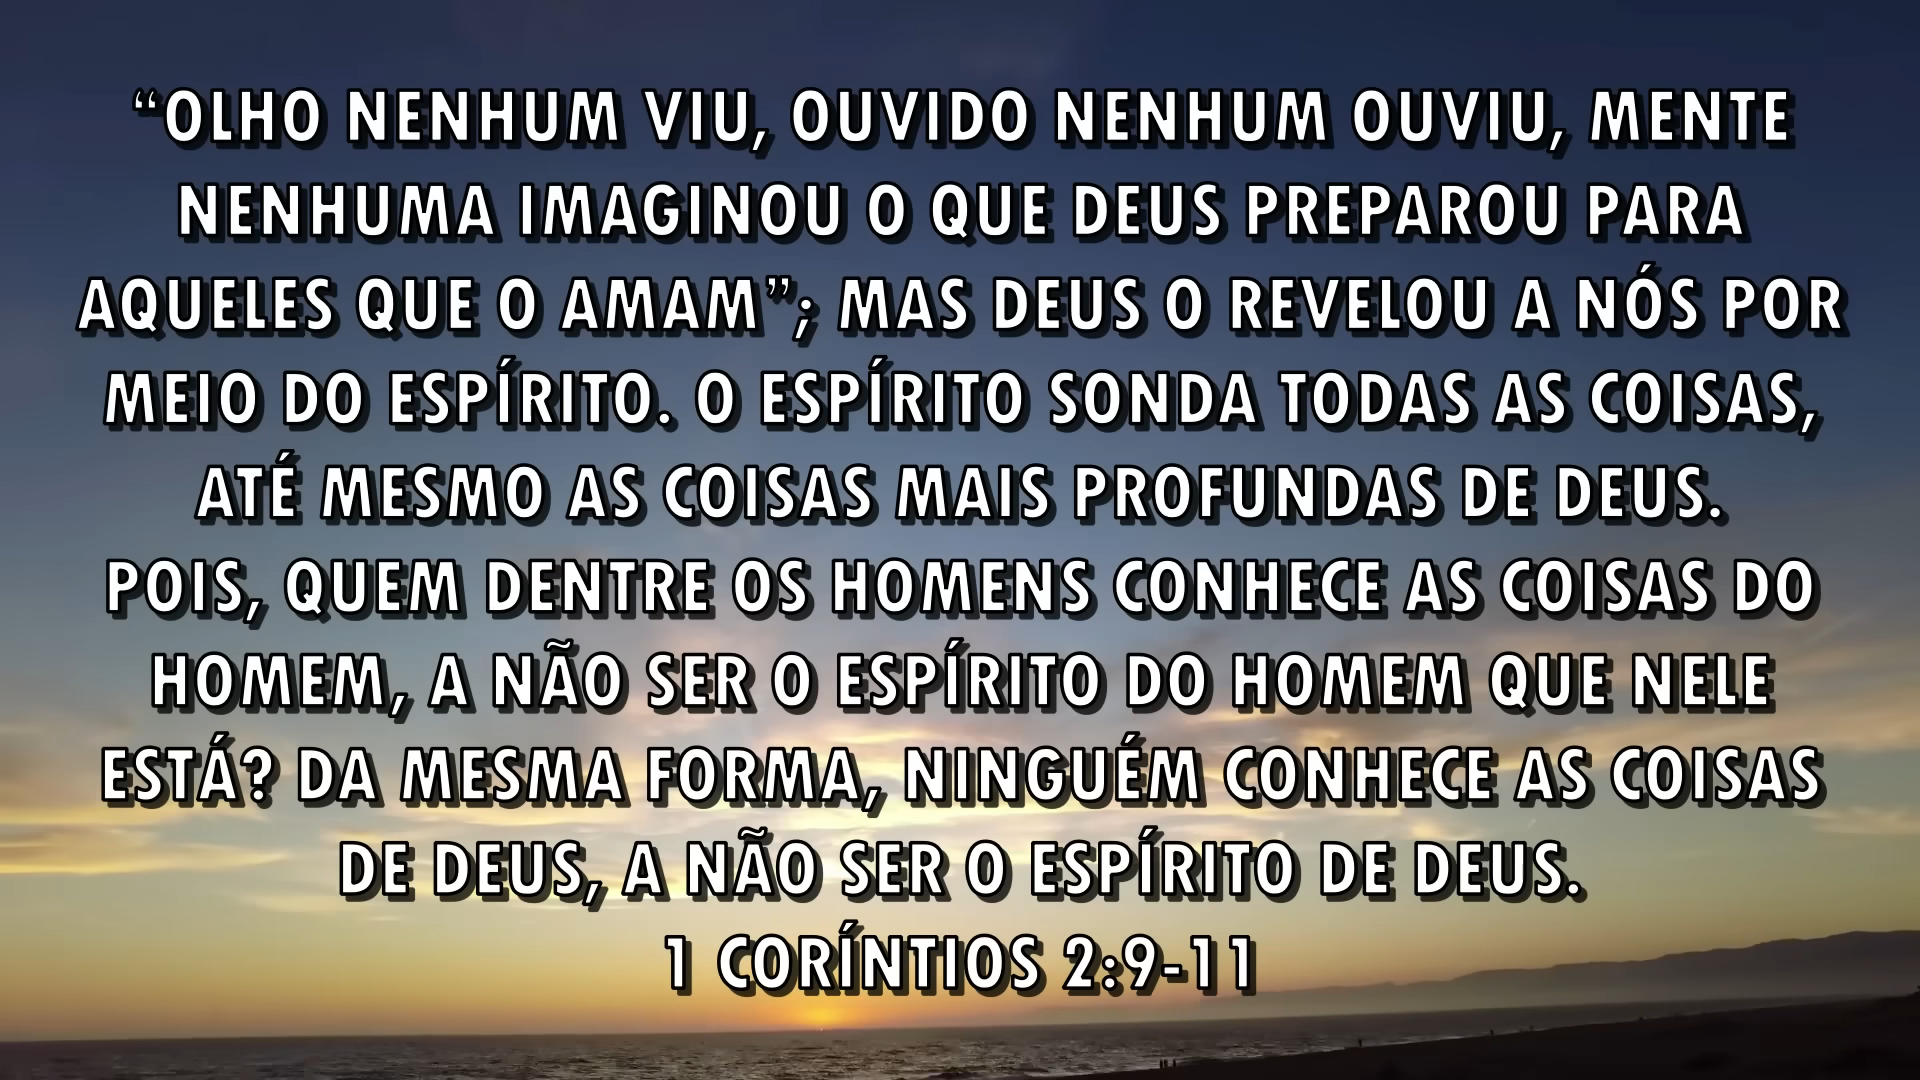 “OLHO NENHUM VIU, OUVIDO NENHUM OUVIU, MENTE
NENHUMA IMAGINOU O QUE DEUS PREPAROU PARA
AQUELES QUE O AMAM”; MAS DEUS O REVELOU A NÓS POR
MEIO DO ESPÍRITO. O ESPÍRITO SONDA TODAS AS COISAS,
ATÉ MESMO AS COISAS MAIS PROFUNDAS DE DEUS.
POIS, QUEM DENTRE OS HOMENS CONHECE AS COISAS DO
HOMEM, A NÃO SER O ESPÍRITO DO HOMEM QUE NELE
ESTÁ? DA MESMA FORMA, NINGUÉM CONHECE AS COISAS
DE DEUS, A NÃO SER O ESPÍRITO DE DEUS.
1 CORÍNTIOS 2:9-11